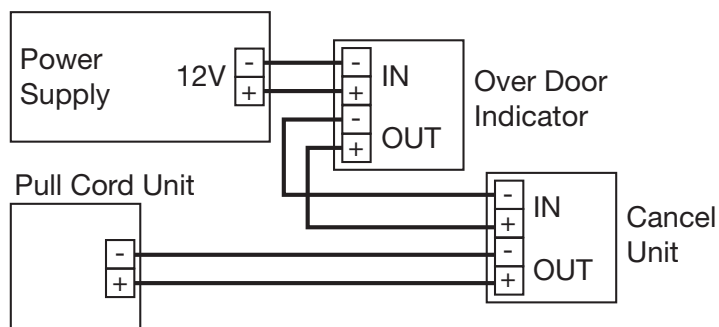 Power
Supply
12V
-
+
-
+
-
+
IN
OUT
Over Door
Indicator
Pull Cord Unit
-
+
-
+
-
+
IN
OUT
Cancel
Unit